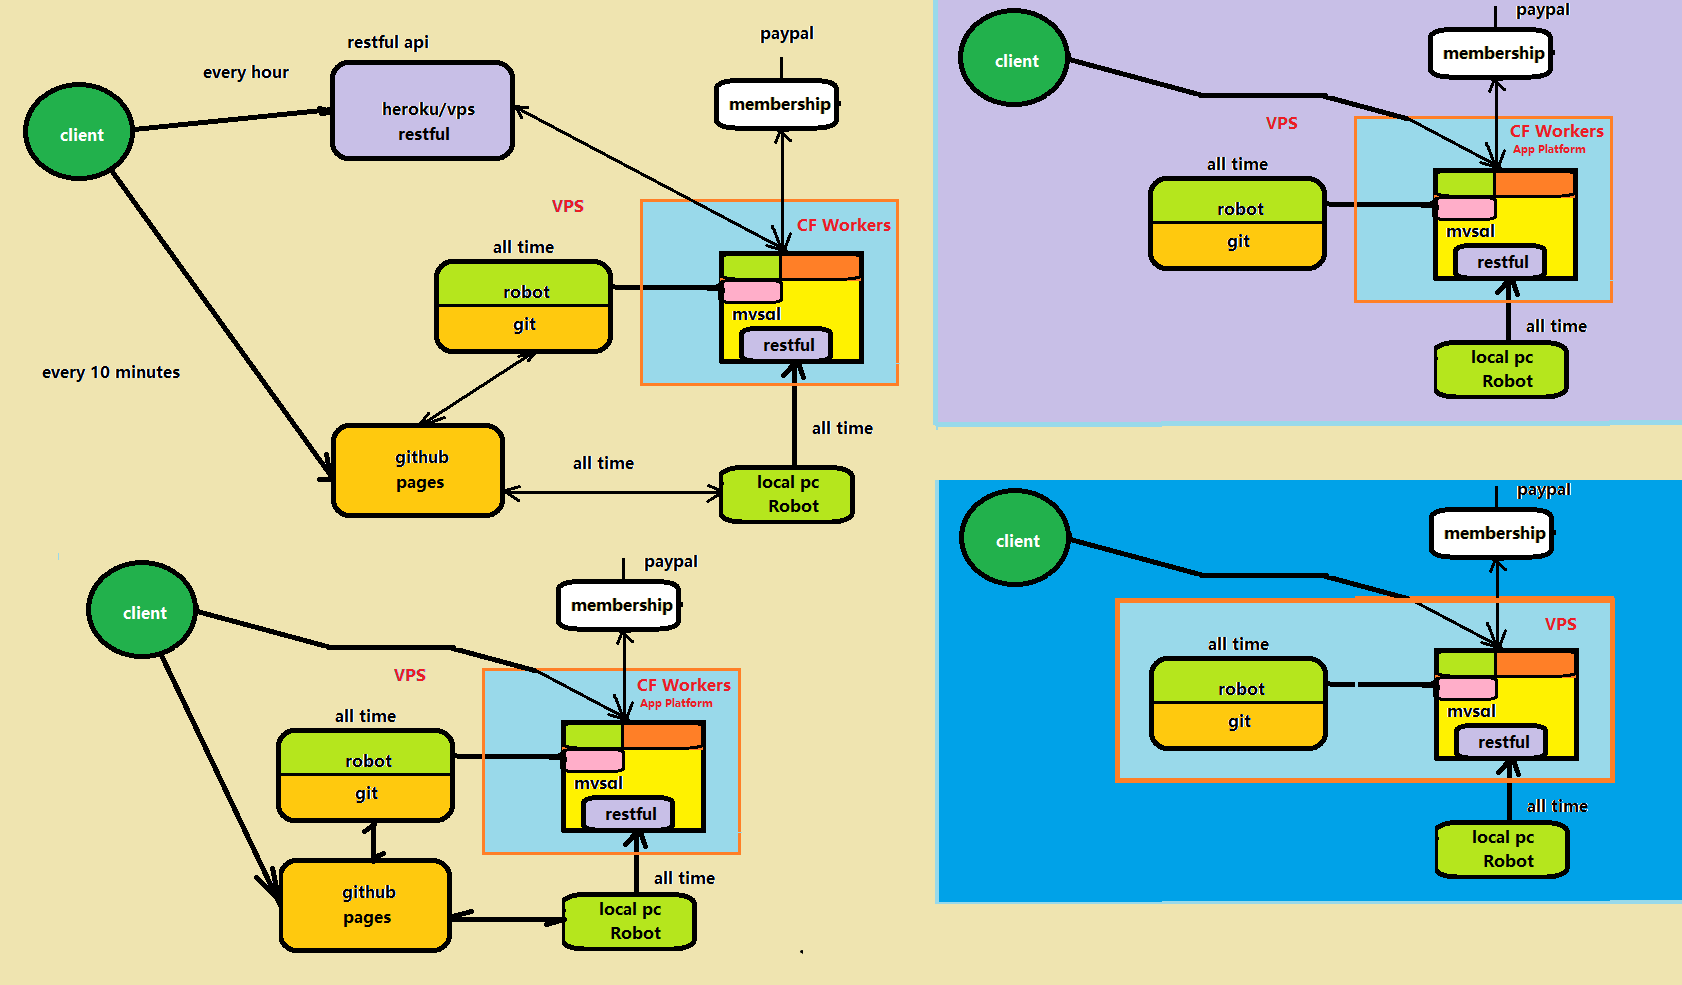 restful api
every hour
client
heroku/vps
restful
paypal
membership
VPS
CF Workers
all time
robot
git
mvsal
restful
every 10 minutes
all time
github
pages
all time
local pc
Robot
client
paypal
membership
VPS
CF Workers
App Platform
all time
robot
git
mvsal
restful
all time
github
pages
local pc
Robot
paypal
client
membership
VPS
CF Workers
App Platform
all time
robot
git
mvsal
restful
all time
local pc
Robot
paypal
client
membership
VPS
all time
robot
git
mvsal
restful
all time
local pc
Robot